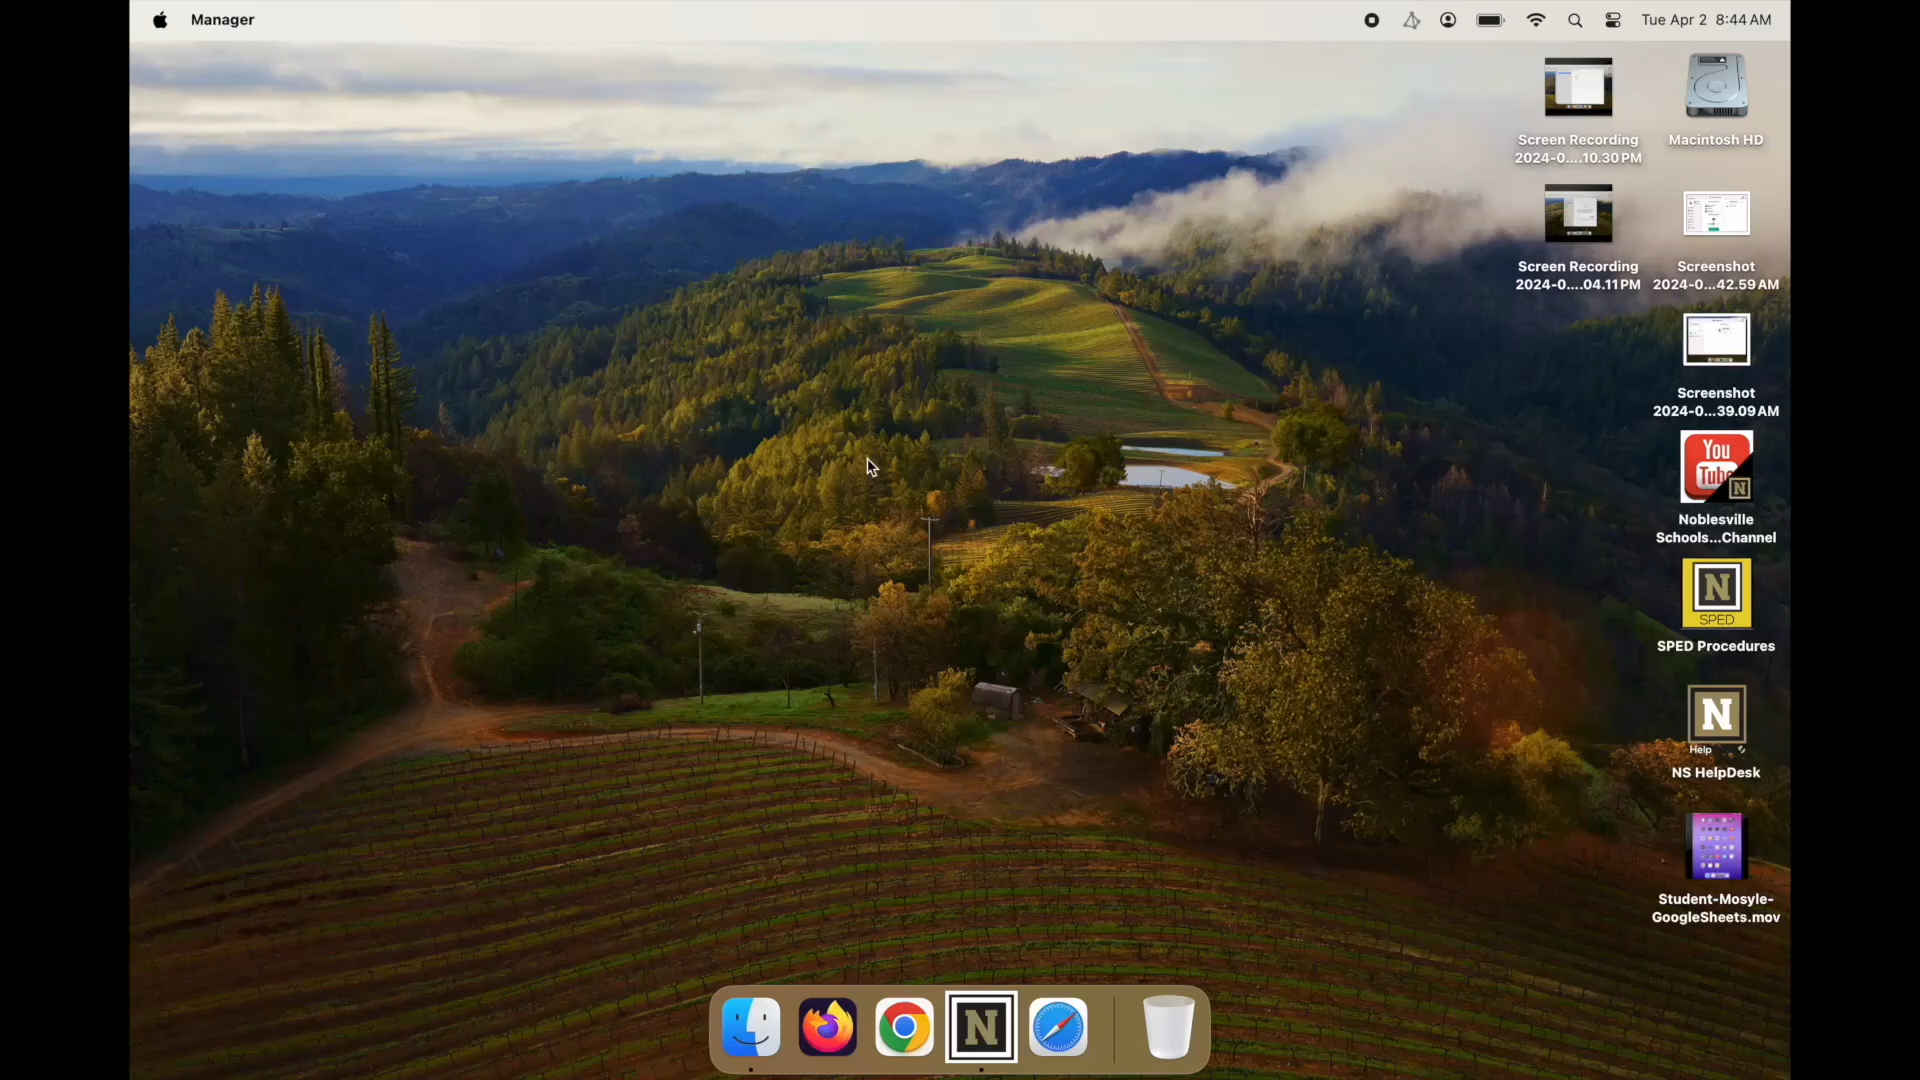 Manager
Tue Apr 2 8:44 AM
Screen Recording
2024-0....10.30 PM
Macintosh HD
Screen Recording
2024-0....04.11 PM
Screenshot
2024-0...42.59 AM
Screenshot
2024-0...39.09 AM
You
Tube
N
Noblesville
Schools...Channel
N
SPED
SPED Procedures
N
Help
NS HelpDesk
Student-Mosyle-
GoogleSheets.mov
N